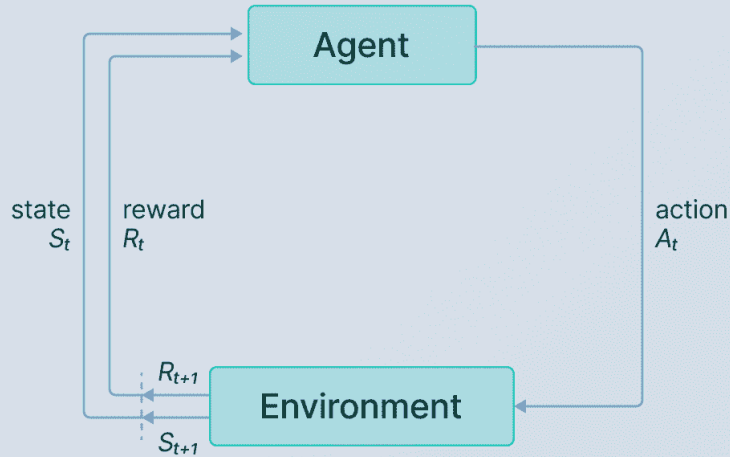 Agent
state
Sₜ
reward
Rₜ
action
Aₜ
Rₜ₊₁
Environment
Sₜ₊₁